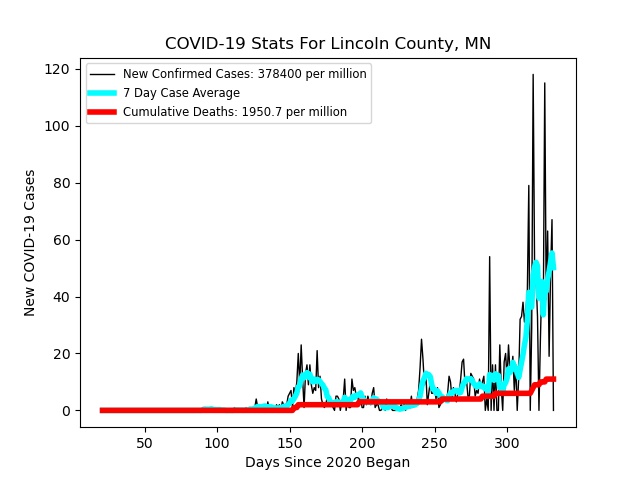 COVID-19 Stats For Lincoln County, MN
New Confirmed Cases: 378400 per million
7 Day Case Average
Cumulative Deaths: 1950.7 per million
New COVID-19 Cases
120
100
80
60
40
20
0
50 100 150 200 250 300
Days Since 2020 Began